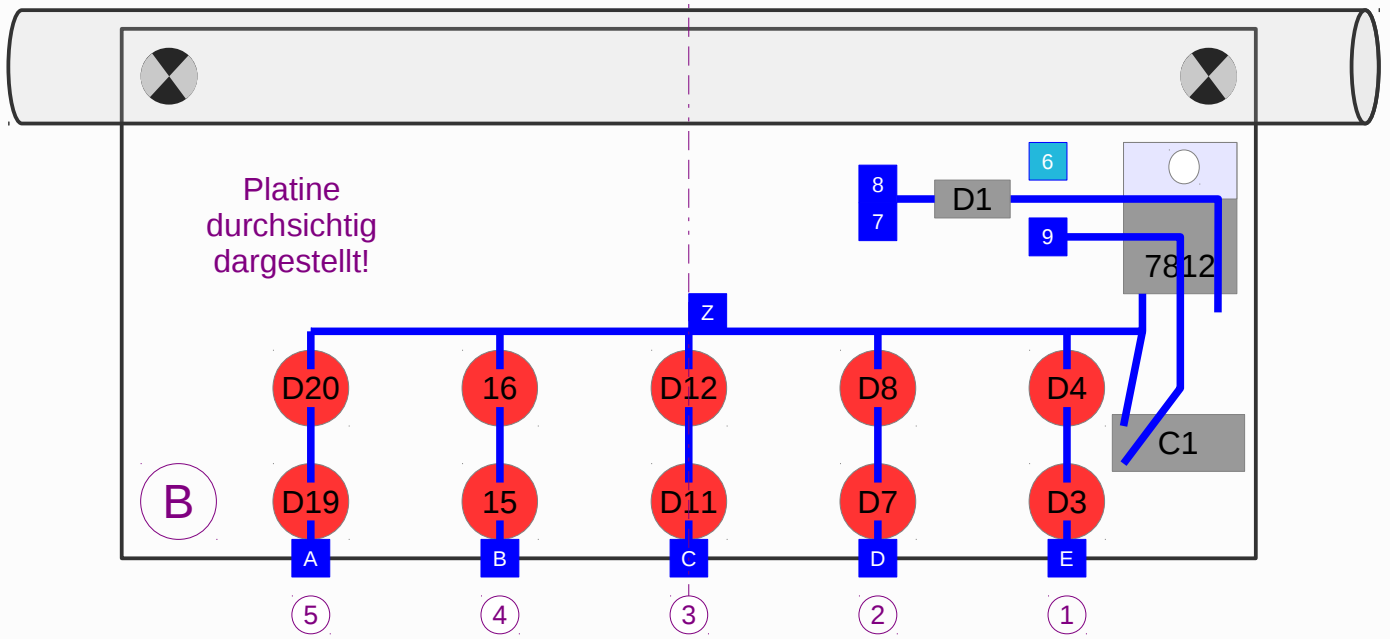 6
8
D1
7
9
Platine
durchsichtig
dargestellt!
7812
Z
D20
16
D12
D8
D4
C1
B
D19
15
D11
D7
D3
A
B
C
D
E
5
4
3
2
1